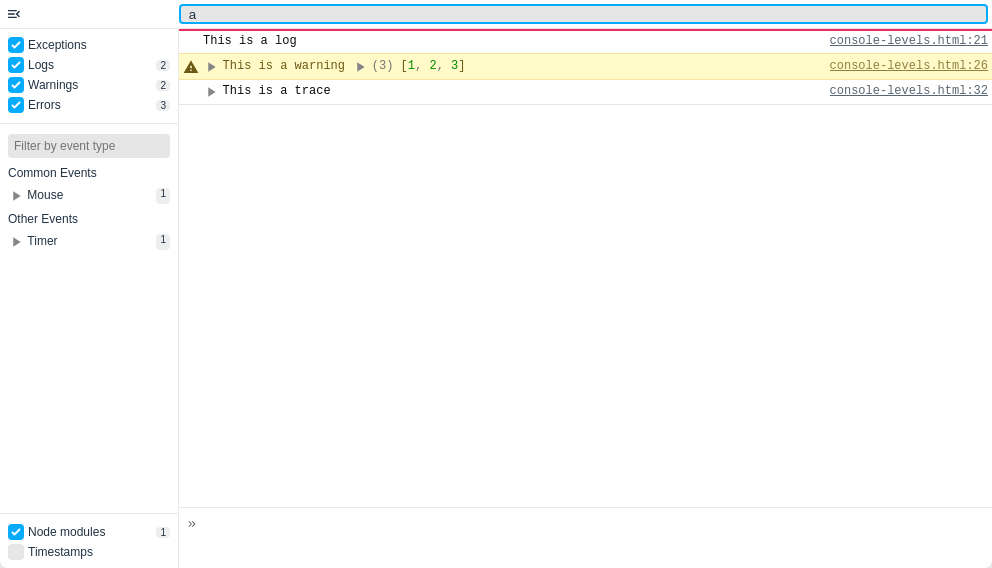 a
Exceptions
Logs 2
Warnings 2
Errors 3
Filter by event type
Common Events
Mouse 1
Other Events
Timer 1
Node modules 1
Timestamps
This is a log console-levels.html:21
This is a warning (3) [1, 2, 3] console-levels.html:26
This is a trace console-levels.html:32
»